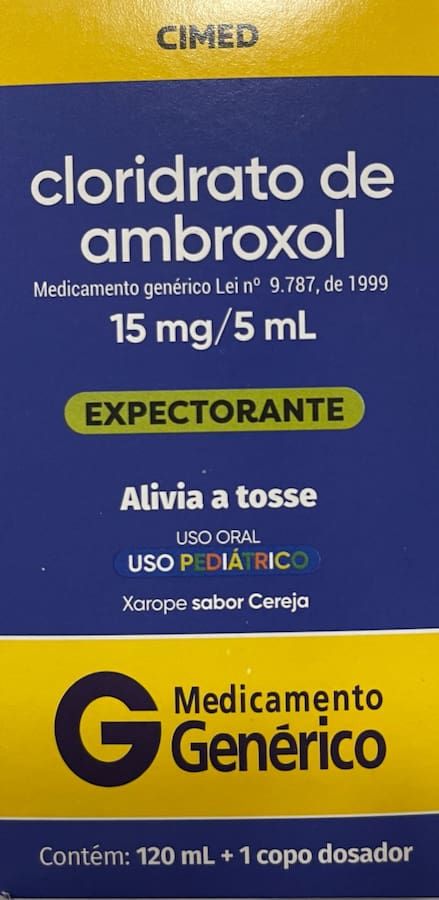 CIMED
cloridrato de
ambroxol
Medicamento genérico Lei nº 9.787, de 1999
15 mg/5 mL
EXPECTORANTE
Alivia a tosse
USO ORAL
USO PEDIÁTRICO
Xarope sabor Cereja
G Medicamento
Genérico
Contém: 120 mL + 1 copo dosador